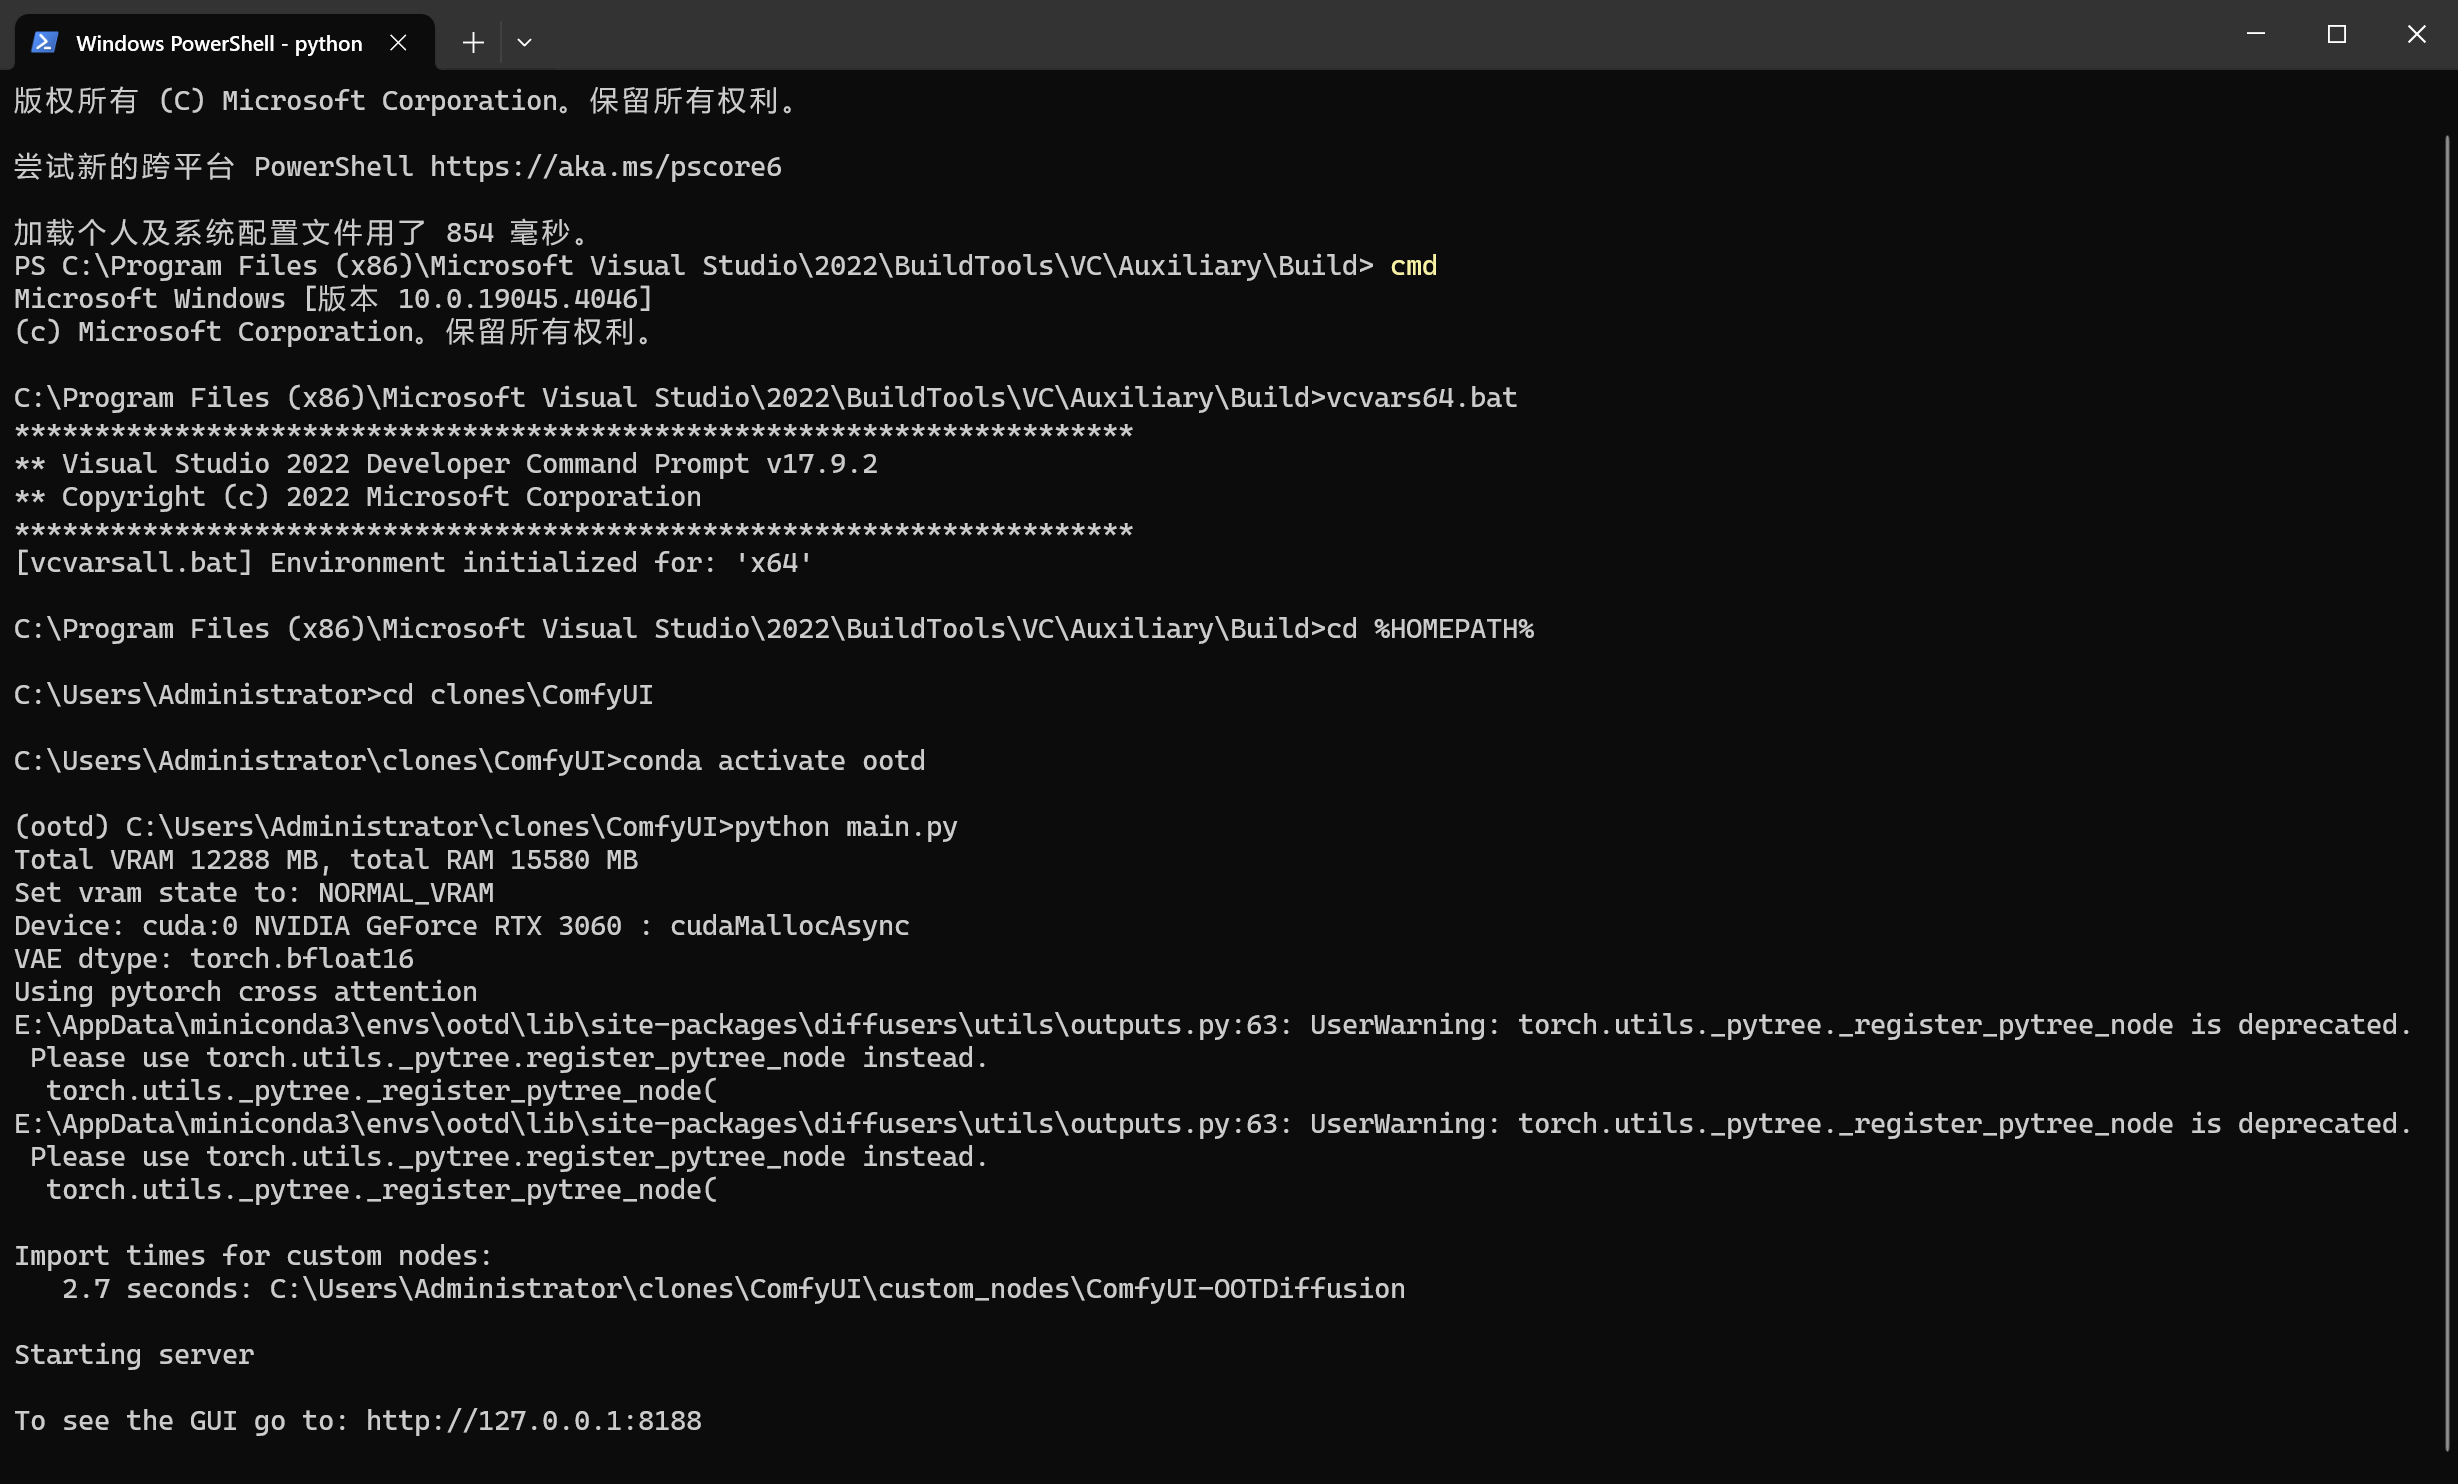 Windows PowerShell - python
版权所有 (C) Microsoft Corporation。保留所有权利。
尝试新的跨平台 PowerShell https://aka.ms/pscore6
加载个人及系统配置文件用了 854 毫秒。
PS C:\Program Files (x86)\Microsoft Visual Studio\2022\BuildTools\VC\Auxiliary\Build> cmd
Microsoft Windows [版本 10.0.19045.4046]
(c) Microsoft Corporation。保留所有权利。
C:\Program Files (x86)\Microsoft Visual Studio\2022\BuildTools\VC\Auxiliary\Build>vcvars64.bat
**********************************************************************
** Visual Studio 2022 Developer Command Prompt v17.9.2
** Copyright (c) 2022 Microsoft Corporation
**********************************************************************
[vcvarsall.bat] Environment initialized for: 'x64'
C:\Program Files (x86)\Microsoft Visual Studio\2022\BuildTools\VC\Auxiliary\Build>cd %HOMEPATH%
C:\Users\Administrator>cd clones\ComfyUI
C:\Users\Administrator\clones\ComfyUI>conda activate ootd
(ootd) C:\Users\Administrator\clones\ComfyUI>python main.py
Total VRAM 12288 MB, total RAM 15580 MB
Set vram state to: NORMAL_VRAM
Device: cuda:0 NVIDIA GeForce RTX 3060 : cudaMallocAsync
VAE dtype: torch.bfloat16
Using pytorch cross attention
E:\AppData\miniconda3\envs\ootd\lib\site-packages\diffusers\utils\outputs.py:63: UserWarning: torch.utils._pytree._register_pytree_node is deprecated.
 Please use torch.utils._pytree.register_pytree_node instead.
  torch.utils._pytree._register_pytree_node(
E:\AppData\miniconda3\envs\ootd\lib\site-packages\diffusers\utils\outputs.py:63: UserWarning: torch.utils._pytree._register_pytree_node is deprecated.
 Please use torch.utils._pytree.register_pytree_node instead.
  torch.utils._pytree._register_pytree_node(
Import times for custom nodes:
   2.7 seconds: C:\Users\Administrator\clones\ComfyUI\custom_nodes\ComfyUI-OOTDiffusion
Starting server
To see the GUI go to: http://127.0.0.1:8188